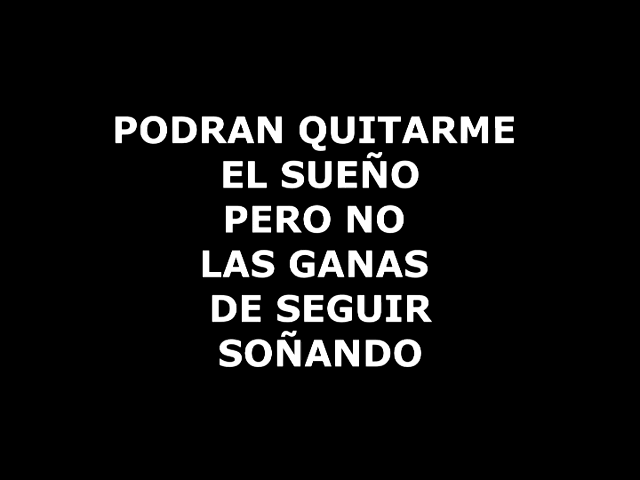 PODRAN QUITARME
EL SUEÑO
PERO NO
LAS GANAS
DE SEGUIR
SOÑANDO